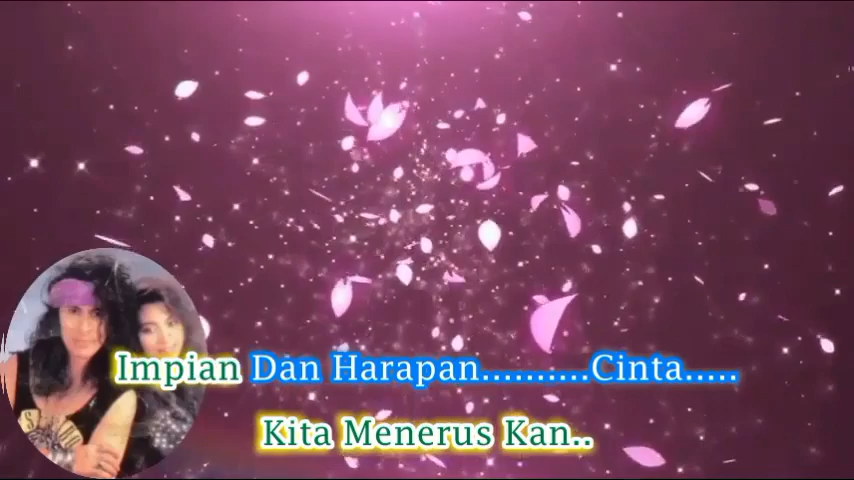 Impian Dan Harapan..........Cinta.....
Kita Menerus Kan..